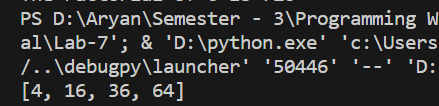 PS D:\Aryan\Semester - 3\Programming W
al\Lab-7'; & 'D:\python.exe' 'c:\Users
/..\debugpy\launcher' '50446' '--' 'D:
[4, 16, 36, 64]